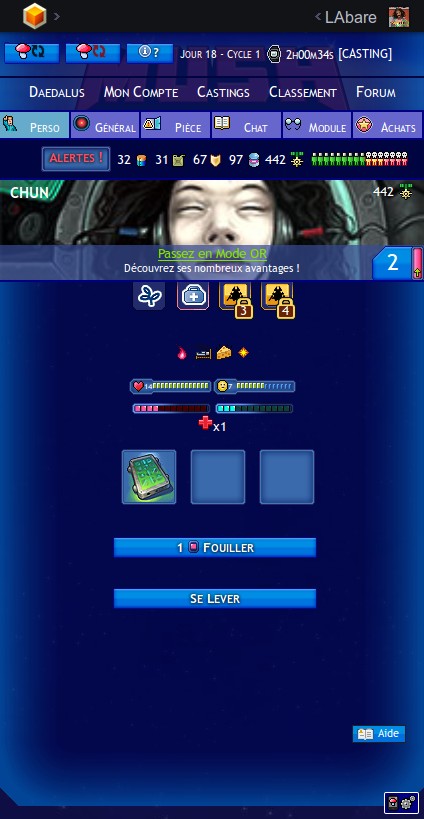 LAbare
?
Jour 18 - Cycle 1 2h00m34s [CASTING]
Daedalus Mon Compte Castings Classement Forum
Perso Général Pièce Chat Module Achats
ALERTES ! 32 31 67 97 442
CHUN 442
Passez en Mode OR
Découvrez ses nombreux avantages !
2
3 4
14 7
x1
1 Fouiller
Se Lever
Aide